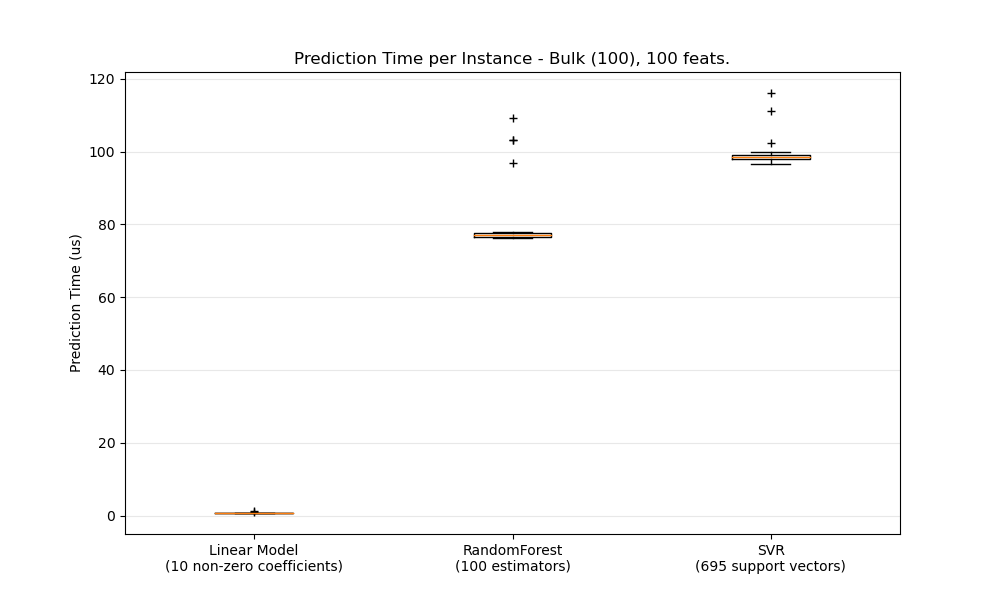 Prediction Time per Instance - Bulk (100), 100 feats.
120
100
80
60
40
20
0
Prediction Time (us)
Linear Model
(10 non-zero coefficients)
RandomForest
(100 estimators)
SVR
(695 support vectors)